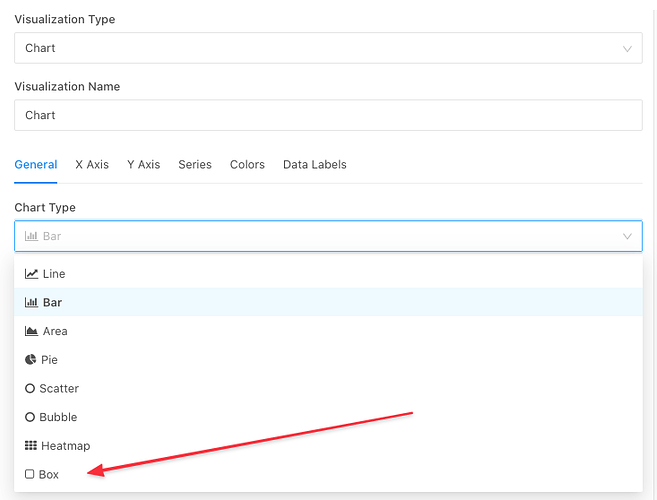 Visualization Type
Chart
Visualization Name
Chart
General X Axis Y Axis Series Colors Data Labels
Chart Type
Bar
Line
Bar
Area
Pie
Scatter
Bubble
Heatmap
Box